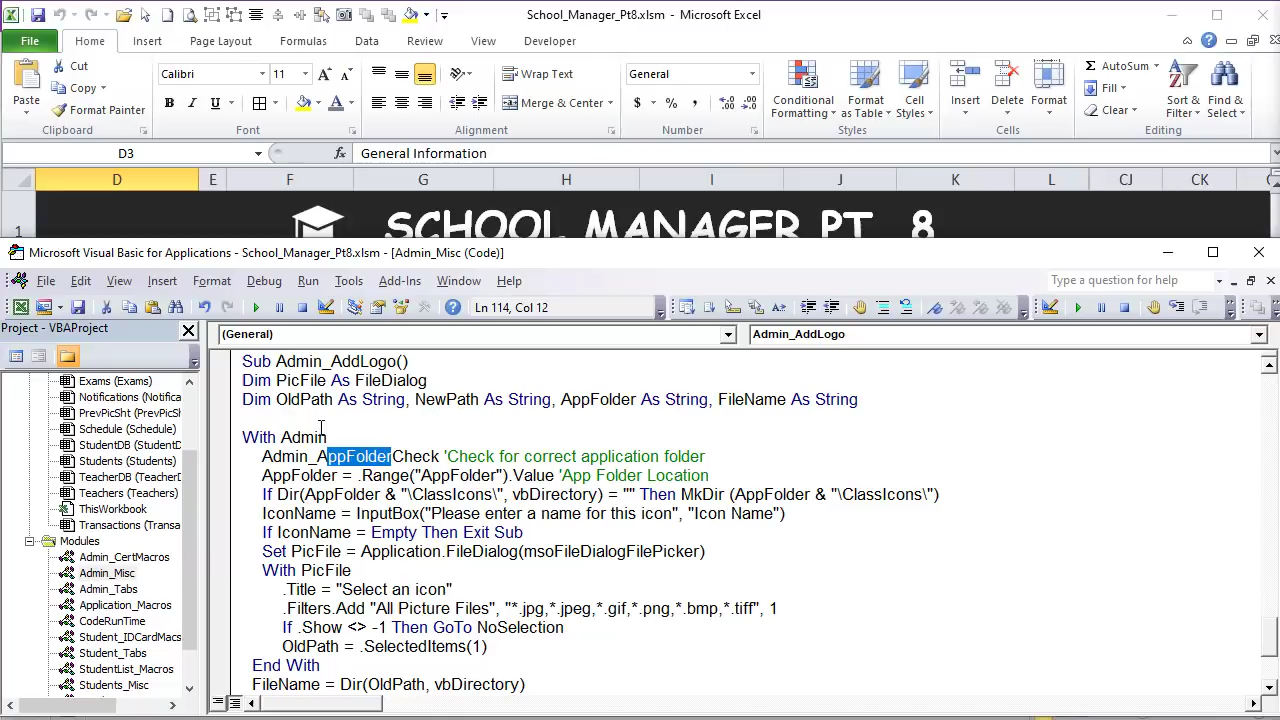 School_Manager_Pt8.xlsm - Microsoft Excel
File Home Insert Page Layout Formulas Data Review View Developer
Cut
Copy
Format Painter
Paste
Calibri 11
Wrap Text
Merge & Center
General
Conditional Formatting
Format as Table
Cell Styles
Insert Delete Format
AutoSum
Fill
Clear
Sort & Filter
Find & Select
Clipboard Font Alignment Number Styles Cells Editing
D3 fx General Information
D E F G H I J K L CJ CK
1 SCHOOL MANAGER PT. 8
Microsoft Visual Basic for Applications - School_Manager_Pt8.xlsm - [Admin_Misc (Code)]
File Edit View Insert Format Debug Run Tools Add-Ins Window Help Type a question for help
Ln 114, Col 12
Project - VBAProject
Exams (Exams)
Notifications (Notifica
PrevPicSht (PrevPicSh
Schedule (Schedule)
StudentDB (StudentD
Students (Students)
TeacherDB (TeacherD
Teachers (Teachers)
ThisWorkbook
Transactions (Transa
Modules
Admin_CertMacros
Admin_Misc
Admin_Tabs
Application_Macros
CodeRunTime
Student_IDCardMacs
Student_Tabs
StudentList_Macros
Students_Misc
(General) Admin_AddLogo
Sub Admin_AddLogo()
Dim PicFile As FileDialog
Dim OldPath As String, NewPath As String, AppFolder As String, FileName As String
With Admin
Admin_AppFolderCheck 'Check for correct application folder
AppFolder = .Range("AppFolder").Value 'App Folder Location
If Dir(AppFolder & "\ClassIcons\", vbDirectory) = "" Then MkDir (AppFolder & "\ClassIcons\")
IconName = InputBox("Please enter a name for this icon", "Icon Name")
If IconName = Empty Then Exit Sub
Set PicFile = Application.FileDialog(msoFileDialogFilePicker)
With PicFile
.Title = "Select an icon"
.Filters.Add "All Picture Files", "*.jpg,*.jpeg,*.gif,*.png,*.bmp,*.tiff", 1
If .Show <> -1 Then GoTo NoSelection
OldPath = .SelectedItems(1)
End With
FileName = Dir(OldPath, vbDirectory)